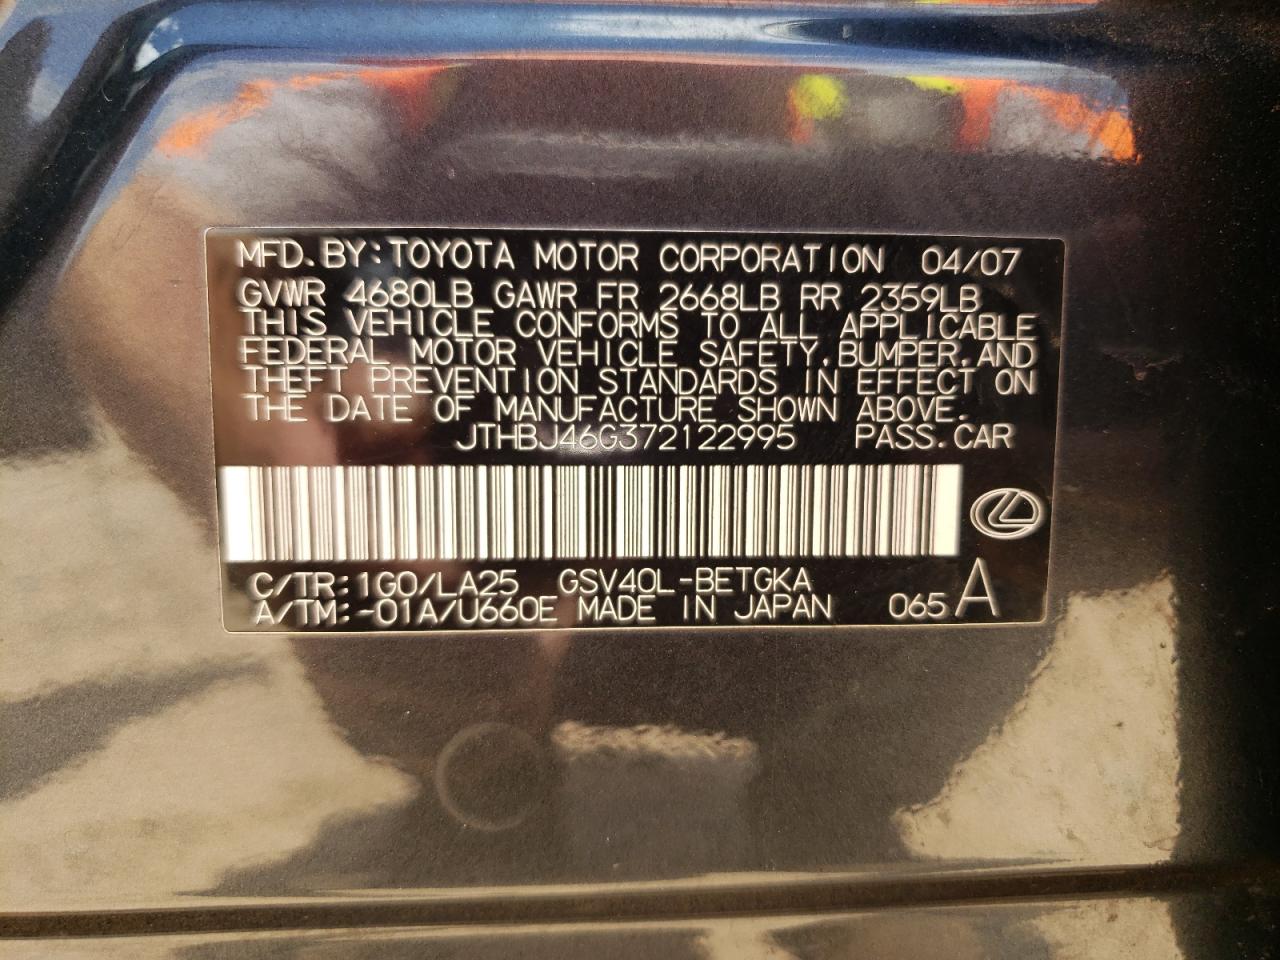 MFD. BY: TOYOTA MOTOR CORPORATION 04/07
GVWR 4680LB GAWR FR 2668LB RR 2359LB
THIS VEHICLE CONFORMS TO ALL APPLICABLE
FEDERAL MOTOR VEHICLE SAFETY, BUMPER, AND
THEFT PREVENTION STANDARDS IN EFFECT ON
THE DATE OF MANUFACTURE SHOWN ABOVE.
JTHBJ46G372122995 PASS. CAR
C/TR: 1G0/LA25 GSV40L-BETGKA
A/TM: -01A/U660E MADE IN JAPAN 065 A